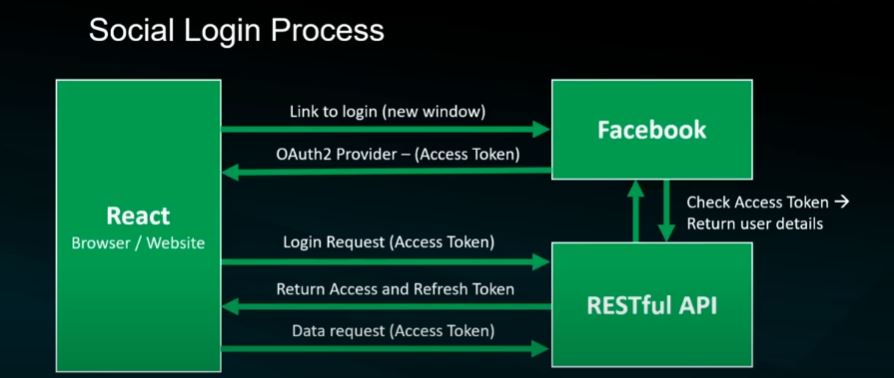 Social Login Process
Link to login (new window)
Facebook
OAuth2 Provider – (Access Token)
React
Browser / Website
Check Access Token →
Return user details
Login Request (Access Token)
Return Access and Refresh Token
RESTful API
Data request (Access Token)